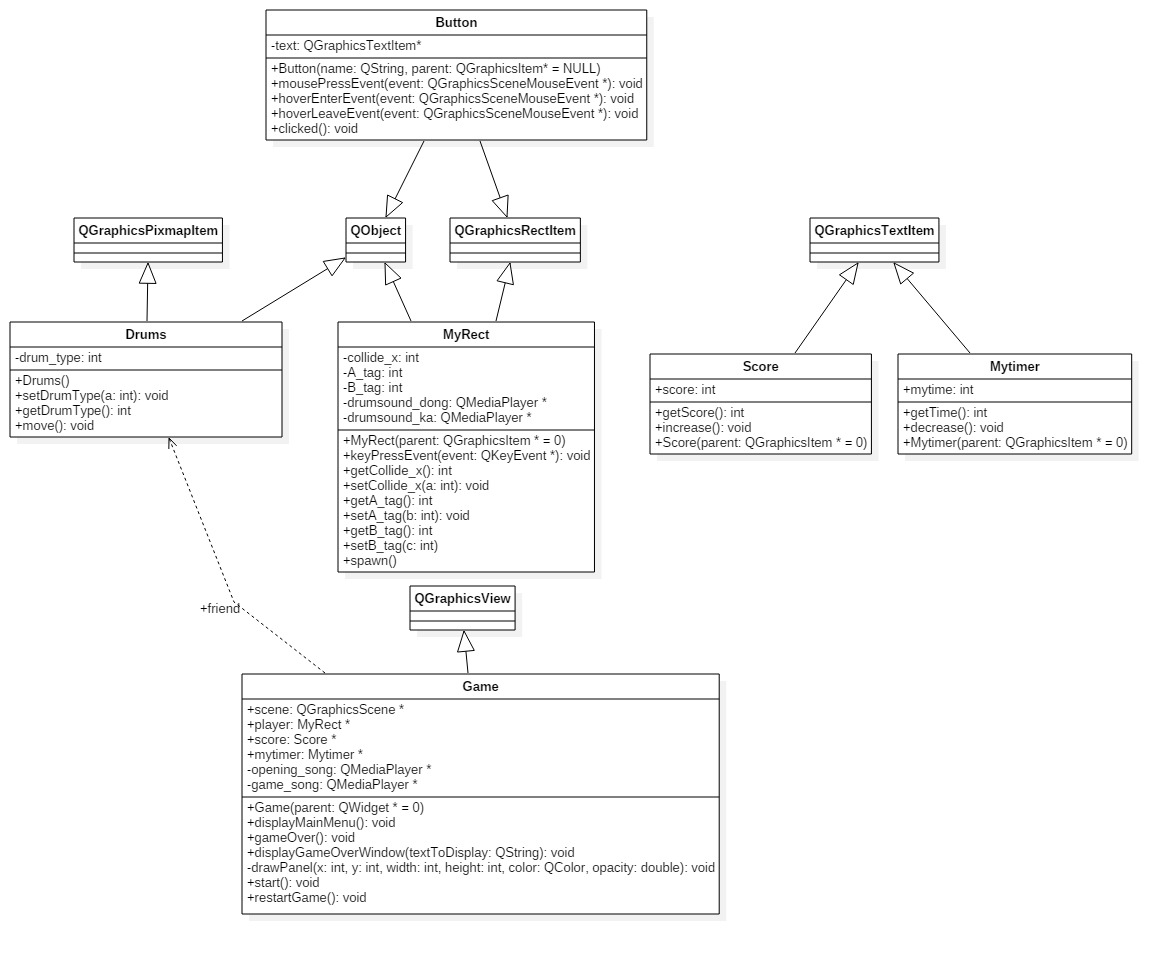 Button
-text: QGraphicsTextItem*
+Button(name: QString, parent: QGraphicsItem* = NULL)
+mousePressEvent(event: QGraphicsSceneMouseEvent *): void
+hoverEnterEvent(event: QGraphicsSceneMouseEvent *): void
+hoverLeaveEvent(event: QGraphicsSceneMouseEvent *): void
+clicked(): void
QGraphicsPixmapItem
QObject
QGraphicsRectItem
QGraphicsTextItem
Drums
-drum_type: int
+Drums()
+setDrumType(a: int): void
+getDrumType(): int
+move(): void
MyRect
-collide_x: int
-A_tag: int
-B_tag: int
-drumsound_dong: QMediaPlayer *
-drumsound_ka: QMediaPlayer *
+MyRect(parent: QGraphicsItem * = 0)
+keyPressEvent(event: QKeyEvent *): void
+getCollide_x(): int
+setCollide_x(a: int): void
+getA_tag(): int
+setA_tag(b: int): void
+getB_tag(): int
+setB_tag(c: int)
+spawn()
Score
+score: int
+getScore(): int
+increase(): void
+Score(parent: QGraphicsItem * = 0)
Mytimer
+mytime: int
+getTime(): int
+decrease(): void
+Mytimer(parent: QGraphicsItem * = 0)
+friend
QGraphicsView
Game
+scene: QGraphicsScene *
+player: MyRect *
+score: Score *
+mytimer: Mytimer *
-opening_song: QMediaPlayer *
-game_song: QMediaPlayer *
+Game(parent: QWidget * = 0)
+displayMainMenu(): void
+gameOver(): void
+displayGameOverWindow(textToDisplay: QString): void
-drawPanel(x: int, y: int, width: int, height: int, color: QColor, opacity: double): void
+start(): void
+restartGame(): void